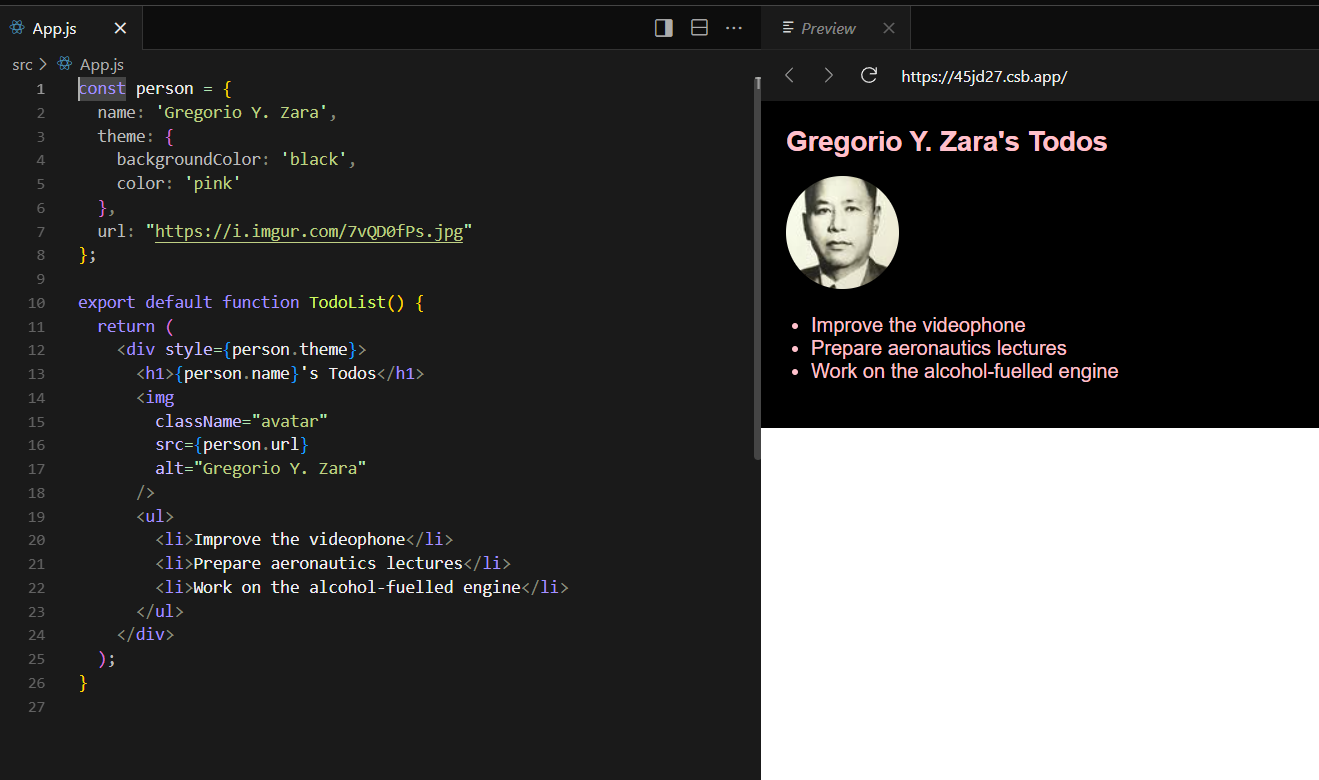 App.js
Preview
src > App.js
https://45jd27.csb.app/
1 const person = {
2   name: 'Gregorio Y. Zara',
3   theme: {
4     backgroundColor: 'black',
5     color: 'pink'
6   },
7   url: "https://i.imgur.com/7vQD0fPs.jpg"
8 };
9
10 export default function TodoList() {
11   return (
12     <div style={person.theme}>
13       <h1>{person.name}'s Todos</h1>
14       <img
15         className="avatar"
16         src={person.url}
17         alt="Gregorio Y. Zara"
18       />
19       <ul>
20         <li>Improve the videophone</li>
21         <li>Prepare aeronautics lectures</li>
22         <li>Work on the alcohol-fuelled engine</li>
23       </ul>
24     </div>
25   );
26 }
27
Gregorio Y. Zara's Todos
• Improve the videophone
• Prepare aeronautics lectures
• Work on the alcohol-fuelled engine